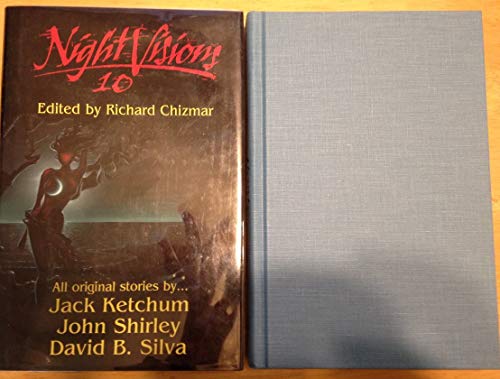 Night Visions
10
Edited by Richard Chizmar
All original stories by...
Jack Ketchum
John Shirley
David B. Silva